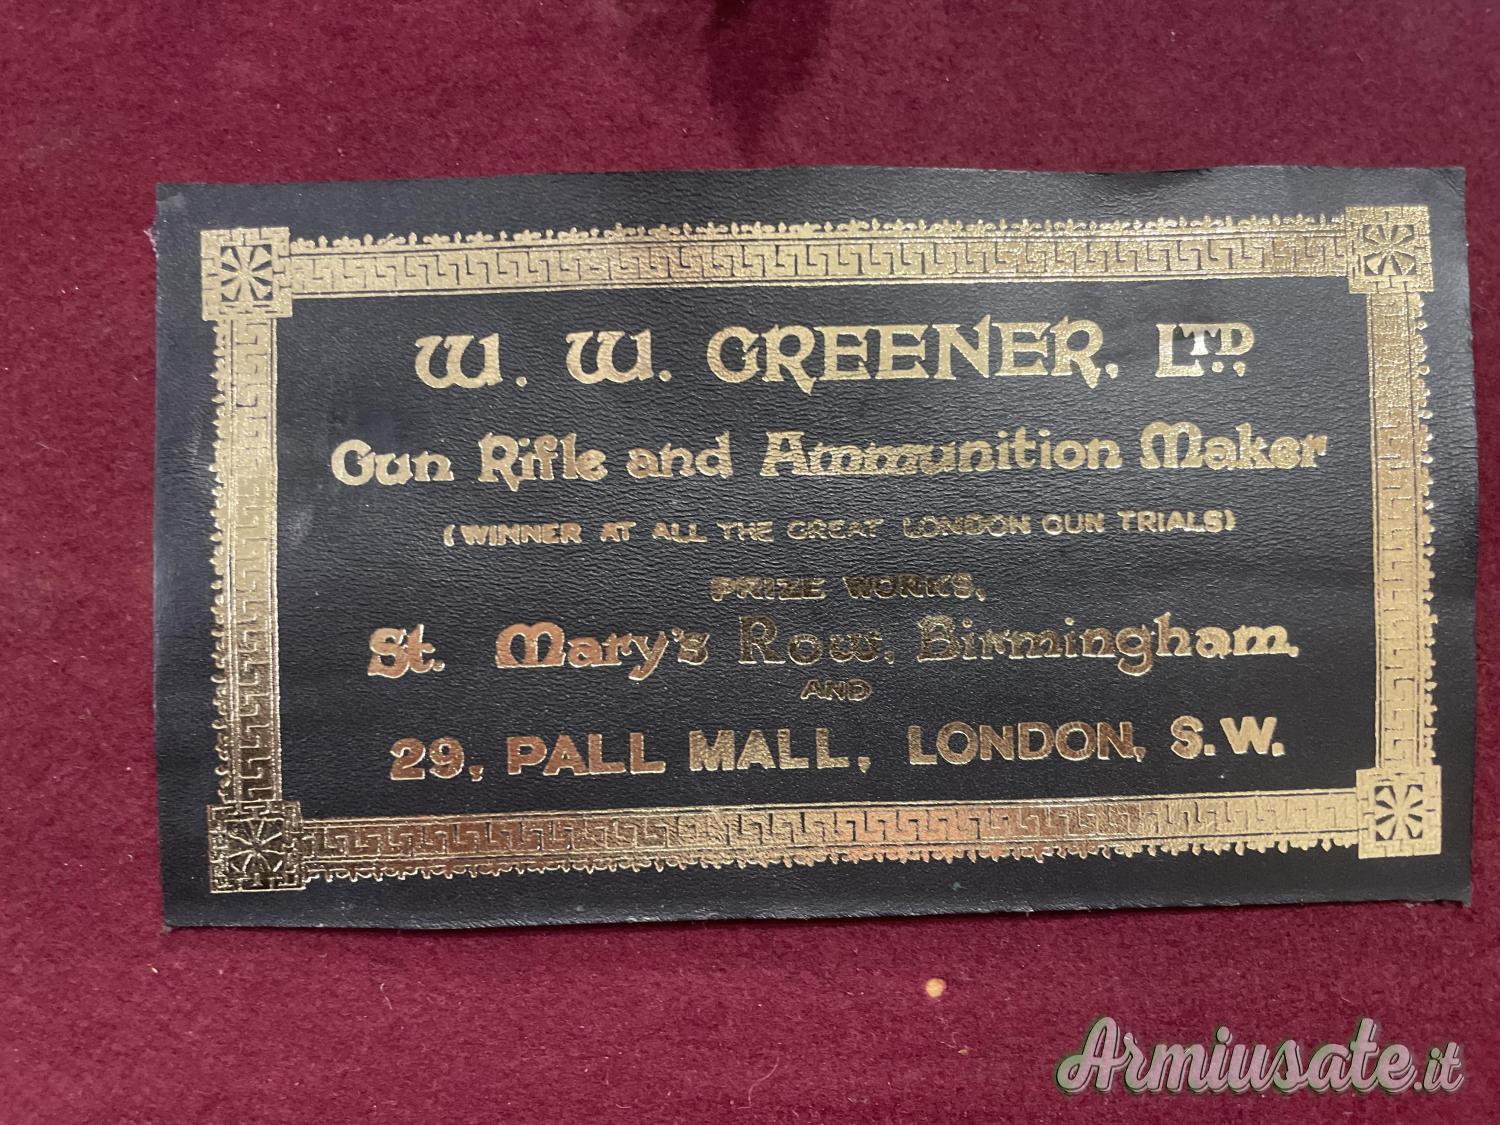 W. W. GREENER, LTD.,
Gun Rifle and Ammunition Maker
(WINNER AT ALL THE GREAT LONDON GUN TRIALS)
PRIZE WORKS,
St. Mary's Row, Birmingham,
AND
29, PALL MALL, LONDON, S.W.
Armiusate.it